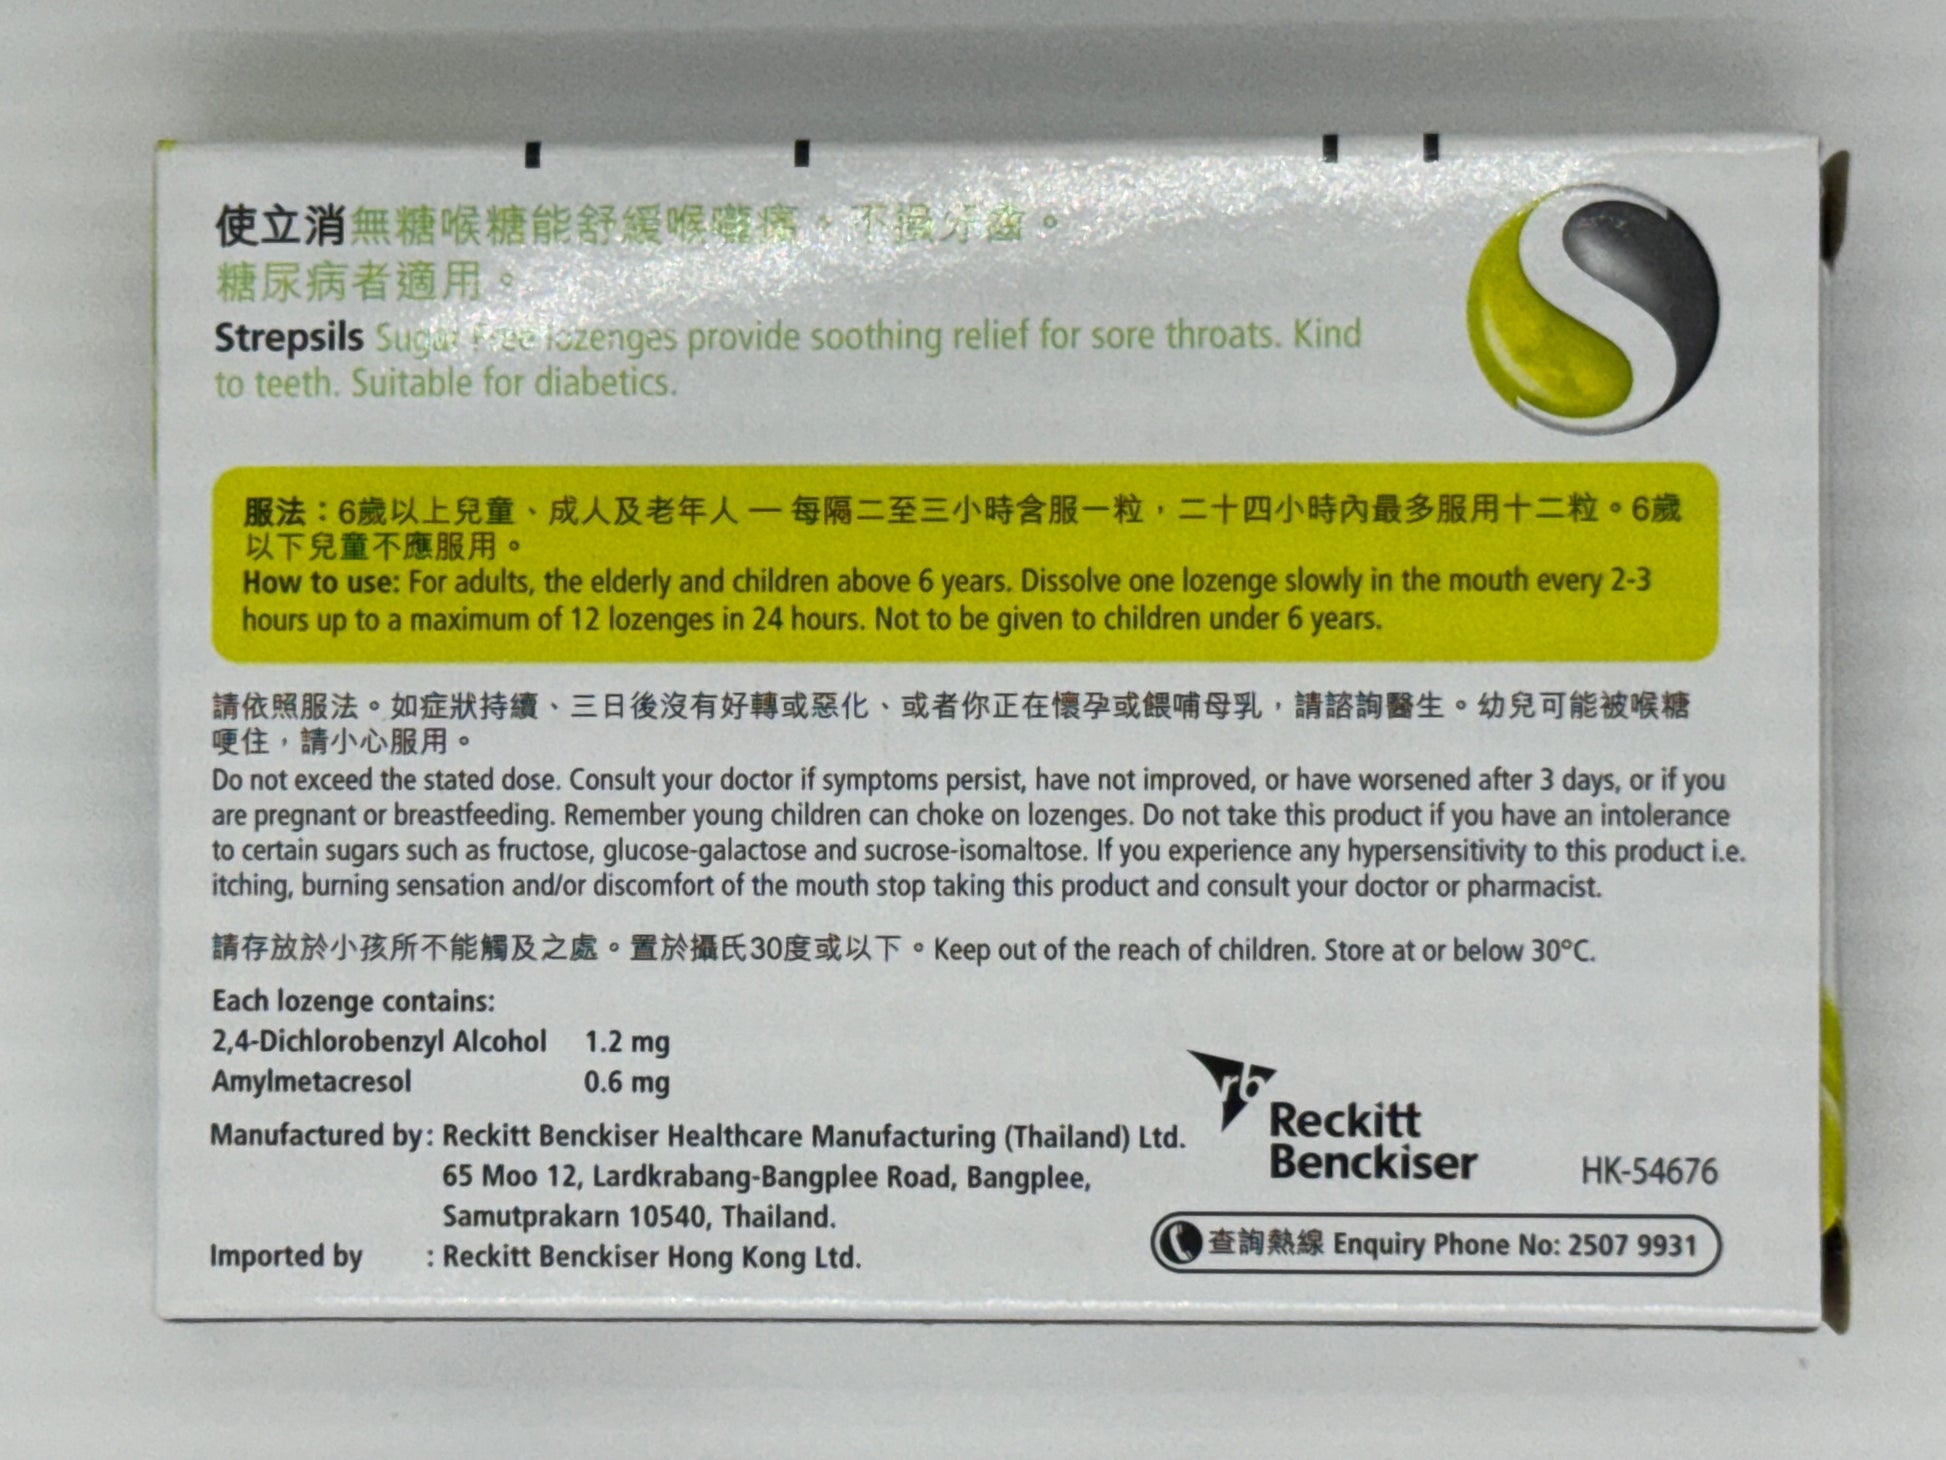 使立消無糖喉糖能舒緩喉嚨痛，不損牙齒。
糖尿病者適用。
Strepsils Sugar Free lozenges provide soothing relief for sore throats. Kind
to teeth. Suitable for diabetics.
服法：6歲以上兒童、成人及老年人 — 每隔二至三小時含服一粒，二十四小時內最多服用十二粒。6歲
以下兒童不應服用。
How to use: For adults, the elderly and children above 6 years. Dissolve one lozenge slowly in the mouth every 2-3
hours up to a maximum of 12 lozenges in 24 hours. Not to be given to children under 6 years.
請依照服法。如症狀持續、三日後沒有好轉或惡化、或者你正在懷孕或餵哺母乳，請諮詢醫生。幼兒可能被喉糖
哽住，請小心服用。
Do not exceed the stated dose. Consult your doctor if symptoms persist, have not improved, or have worsened after 3 days, or if you
are pregnant or breastfeeding. Remember young children can choke on lozenges. Do not take this product if you have an intolerance
to certain sugars such as fructose, glucose-galactose and sucrose-isomaltose. If you experience any hypersensitivity to this product i.e.
itching, burning sensation and/or discomfort of the mouth stop taking this product and consult your doctor or pharmacist.
請存放於小孩所不能觸及之處。置於攝氏30度或以下。Keep out of the reach of children. Store at or below 30°C.
Each lozenge contains:
2,4-Dichlorobenzyl Alcohol 1.2 mg
Amylmetacresol 0.6 mg
Manufactured by: Reckitt Benckiser Healthcare Manufacturing (Thailand) Ltd.
65 Moo 12, Lardkrabang-Bangplee Road, Bangplee,
Samutprakarn 10540, Thailand.
Imported by : Reckitt Benckiser Hong Kong Ltd.
rb
Reckitt
Benckiser
HK-54676
查詢熱線 Enquiry Phone No: 2507 9931